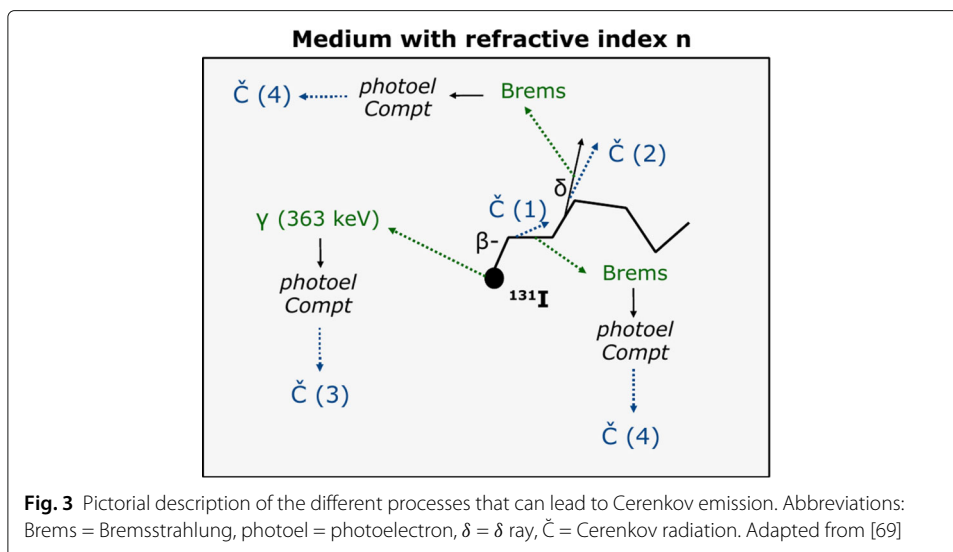 Medium with refractive index n
Č (4)
photoel
Compt
Brems
Č (2)
δ
Č (1)
γ (363 keV)
β-
131I
photoel
Compt
Č (3)
Brems
photoel
Compt
Č (4)
Fig. 3 Pictorial description of the different processes that can lead to Cerenkov emission. Abbreviations:
Brems = Bremsstrahlung, photoel = photoelectron, δ = δ ray, Č = Cerenkov radiation. Adapted from [69]